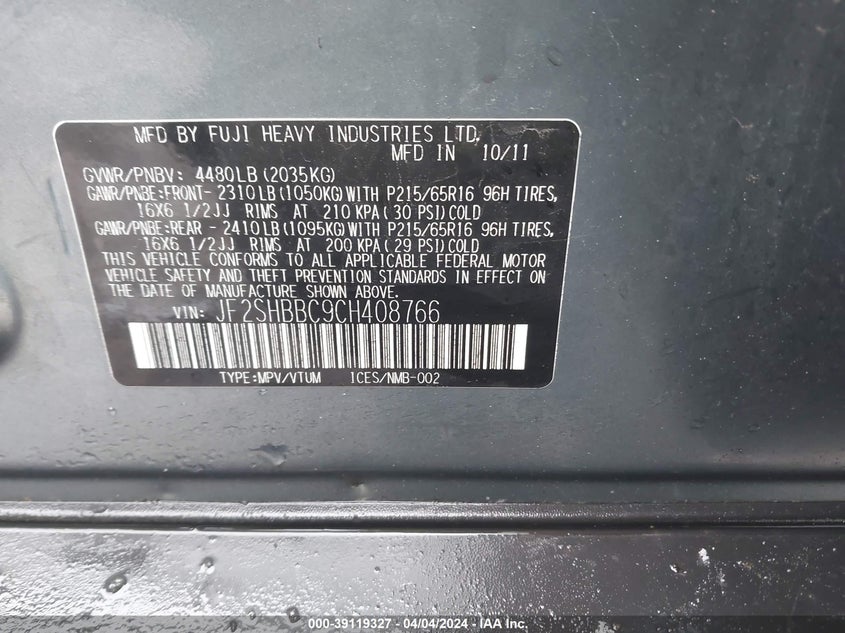 MFD BY FUJI HEAVY INDUSTRIES LTD.
MFD IN 10/11
GVWR/PNBV: 4480LB (2035KG)
GAWR/PNBE:FRONT- 2310LB (1050KG) WITH P215/65R16 96H TIRES,
16X6 1/2JJ RIMS AT 210 KPA (30 PSI) COLD
GAWR/PNBE:REAR - 2410LB (1095KG) WITH P215/65R16 96H TIRES,
16X6 1/2JJ RIMS AT 200 KPA (29 PSI) COLD
THIS VEHICLE CONFORMS TO ALL APPLICABLE FEDERAL MOTOR
VEHICLE SAFETY AND THEFT PREVENTION STANDARDS IN EFFECT ON
THE DATE OF MANUFACTURE SHOWN ABOVE.
VIN: JF2SHBBC9CH408766
TYPE:MPV/VTUM ICES/NMB-002
000-39119327 - 04/04/2024 - IAA Inc.